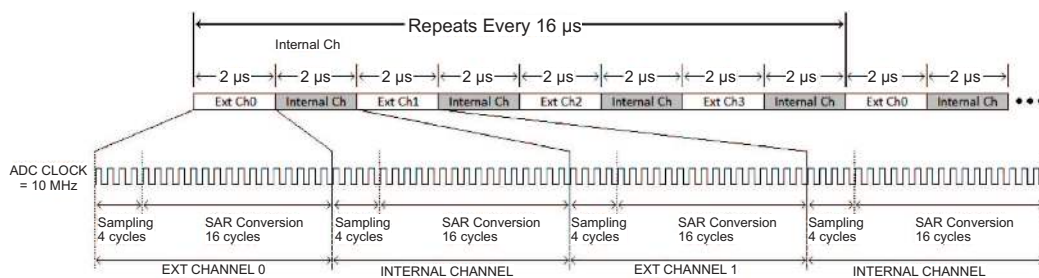 Repeats Every 16 µs
Internal Ch
2 µs 2 µs 2 µs 2 µs 2 µs 2 µs 2 µs 2 µs 2 µs 2 µs
Ext Ch0 Internal Ch Ext Ch1 Internal Ch Ext Ch2 Internal Ch Ext Ch3 Internal Ch Ext Ch0 Internal Ch
ADC CLOCK
= 10 MHz
Sampling SAR Conversion Sampling SAR Conversion Sampling SAR Conversion Sampling SAR Conversion
4 cycles 16 cycles 4 cycles 16 cycles 4 cycles 16 cycles 4 cycles 16 cycles
EXT CHANNEL 0 INTERNAL CHANNEL EXT CHANNEL 1 INTERNAL CHANNEL